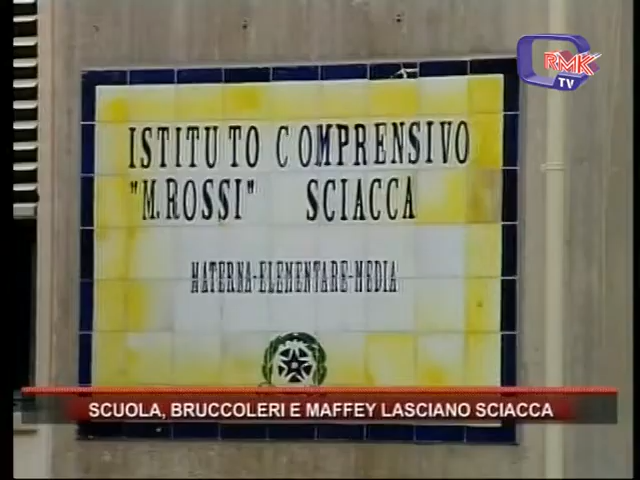 RMK
TV
ISTITUTO COMPRENSIVO
"M.ROSSI" SCIACCA
MATERNA-ELEMENTARE-MEDIA
SCUOLA, BRUCCOLERI E MAFFEY LASCIANO SCIACCA